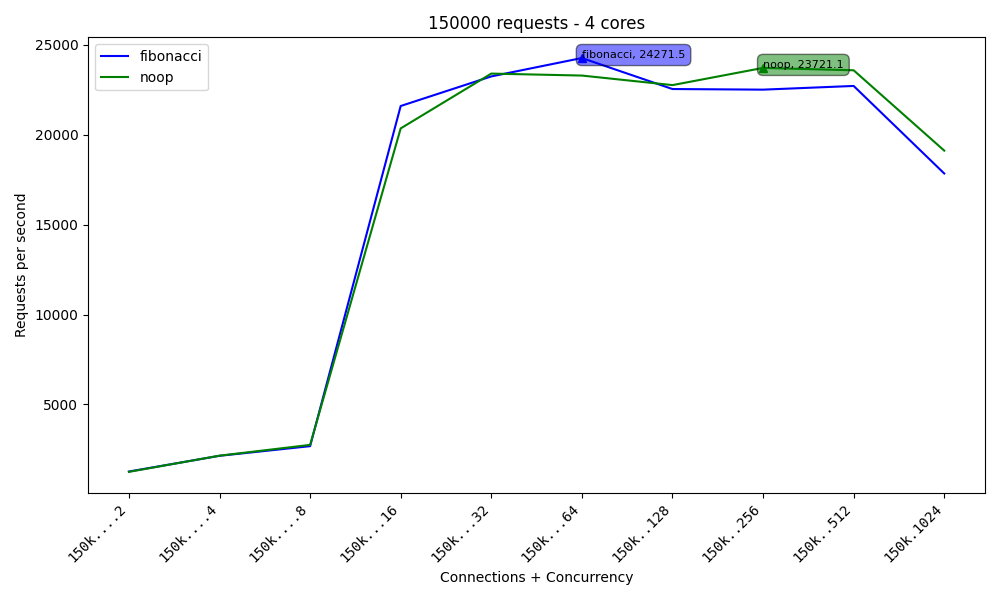 150000 requests - 4 cores
fibonacci
noop
fibonacci, 24271.5
noop, 23721.1
25000
20000
15000
10000
5000
Requests per second
150k....2
150k....4
150k....8
150k...16
150k...32
150k...64
150k..128
150k..256
150k..512
150k.1024
Connections + Concurrency